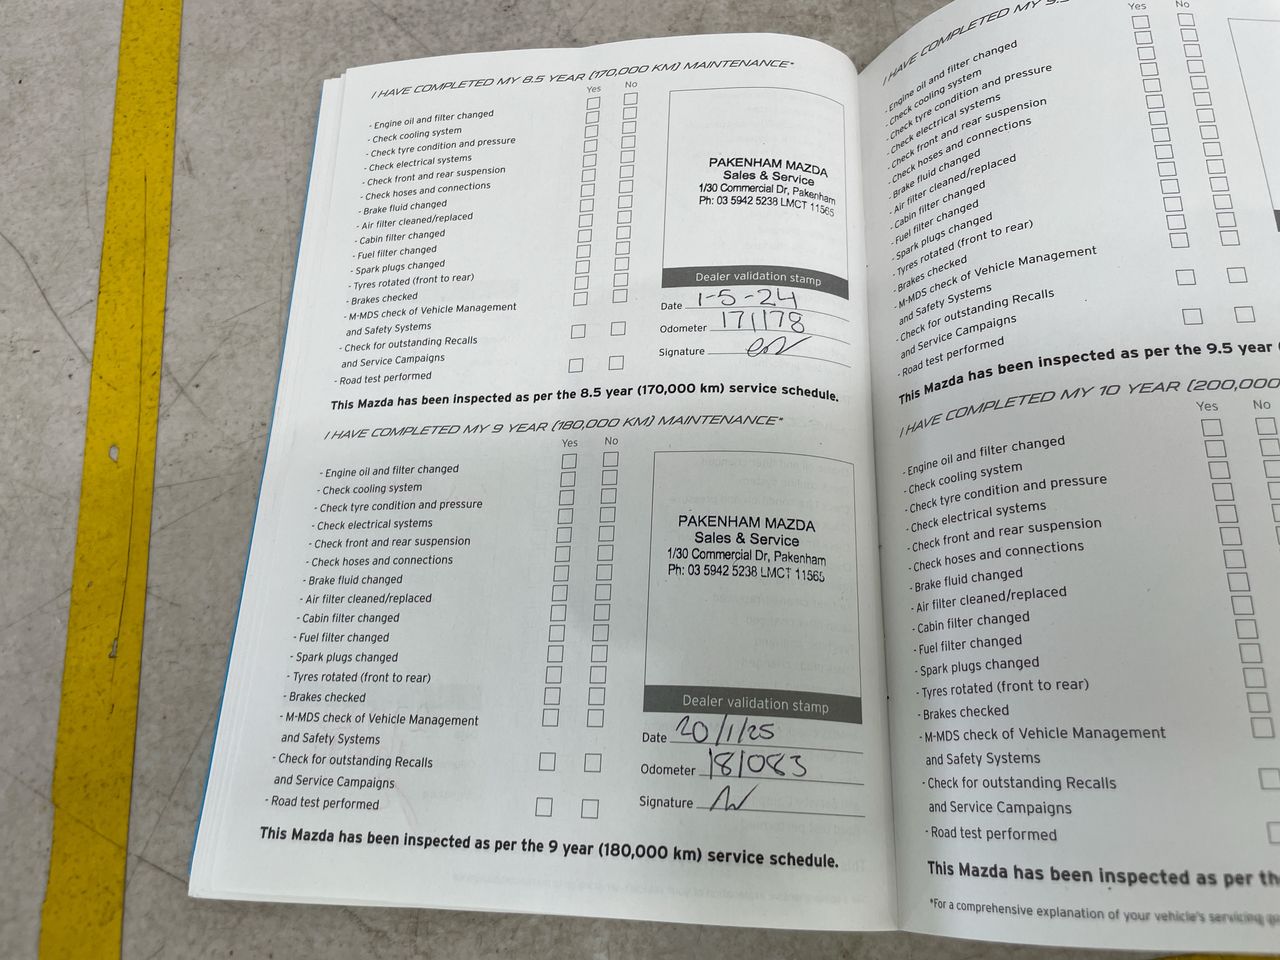 I HAVE COMPLETED MY 8.5 YEAR (170,000 KM) MAINTENANCE*
Yes No
- Engine oil and filter changed
- Check cooling system
- Check tyre condition and pressure
- Check electrical systems
- Check front and rear suspension
- Check hoses and connections
- Brake fluid changed
- Air filter cleaned/replaced
- Cabin filter changed
- Fuel filter changed
- Spark plugs changed
- Tyres rotated (front to rear)
- Brakes checked
- M-MDS check of Vehicle Management
and Safety Systems
- Check for outstanding Recalls
and Service Campaigns
- Road test performed
PAKENHAM MAZDA
Sales & Service
1/30 Commercial Dr, Pakenham
Ph: 03 5942 5238 LMCT 11565
Dealer validation stamp
Date 1-5-24
Odometer 171178
Signature
This Mazda has been inspected as per the 8.5 year (170,000 km) service schedule.
I HAVE COMPLETED MY 9 YEAR (180,000 KM) MAINTENANCE*
Yes No
- Engine oil and filter changed
- Check cooling system
- Check tyre condition and pressure
- Check electrical systems
- Check front and rear suspension
- Check hoses and connections
- Brake fluid changed
- Air filter cleaned/replaced
- Cabin filter changed
- Fuel filter changed
- Spark plugs changed
- Tyres rotated (front to rear)
- Brakes checked
- M-MDS check of Vehicle Management
and Safety Systems
- Check for outstanding Recalls
and Service Campaigns
- Road test performed
PAKENHAM MAZDA
Sales & Service
1/30 Commercial Dr, Pakenham
Ph: 03 5942 5238 LMCT 11565
Dealer validation stamp
Date 20/1/25
Odometer 181083
Signature
This Mazda has been inspected as per the 9 year (180,000 km) service schedule.
I HAVE COMPLETED MY
Yes No
- Engine oil and filter changed
- Check cooling system
- Check tyre condition and pressure
- Check electrical systems
- Check front and rear suspension
- Check hoses and connections
- Brake fluid changed
- Air filter cleaned/replaced
- Cabin filter changed
- Fuel filter changed
- Spark plugs changed
- Tyres rotated (front to rear)
- Brakes checked
- M-MDS check of Vehicle Management
and Safety Systems
- Check for outstanding Recalls
and Service Campaigns
- Road test performed
This Mazda has been inspected as per the 9.5 year (
I HAVE COMPLETED MY 10 YEAR (200,000
Yes No
- Engine oil and filter changed
- Check cooling system
- Check tyre condition and pressure
- Check electrical systems
- Check front and rear suspension
- Check hoses and connections
- Brake fluid changed
- Air filter cleaned/replaced
- Cabin filter changed
- Fuel filter changed
- Spark plugs changed
- Tyres rotated (front to rear)
- Brakes checked
- M-MDS check of Vehicle Management
and Safety Systems
- Check for outstanding Recalls
and Service Campaigns
- Road test performed
This Mazda has been inspected as per th
*For a comprehensive explanation of your vehicle's servicing